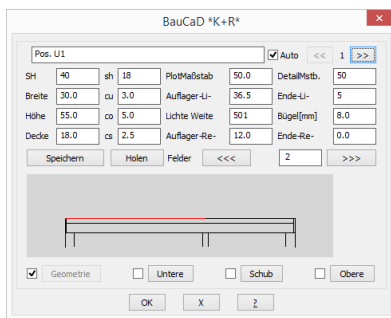 BauCaD *K+R*
x
Pos. U1 Auto << 1 >>
SH 40 sh 18 PlotMaßstab 50.0 DetailMstb. 50
Breite 30.0 cu 3.0 Auflager-Li- 36.5 Ende-Li- 5
Höhe 55.0 co 5.0 Lichte Weite 501 Bügel[mm] 8.0
Decke 18.0 cs 2.5 Auflager-Re- 12.0 Ende-Re- 0.0
Speichern Holen Felder <<< 2 >>>
Geometrie Untere Schub Obere
OK X ?